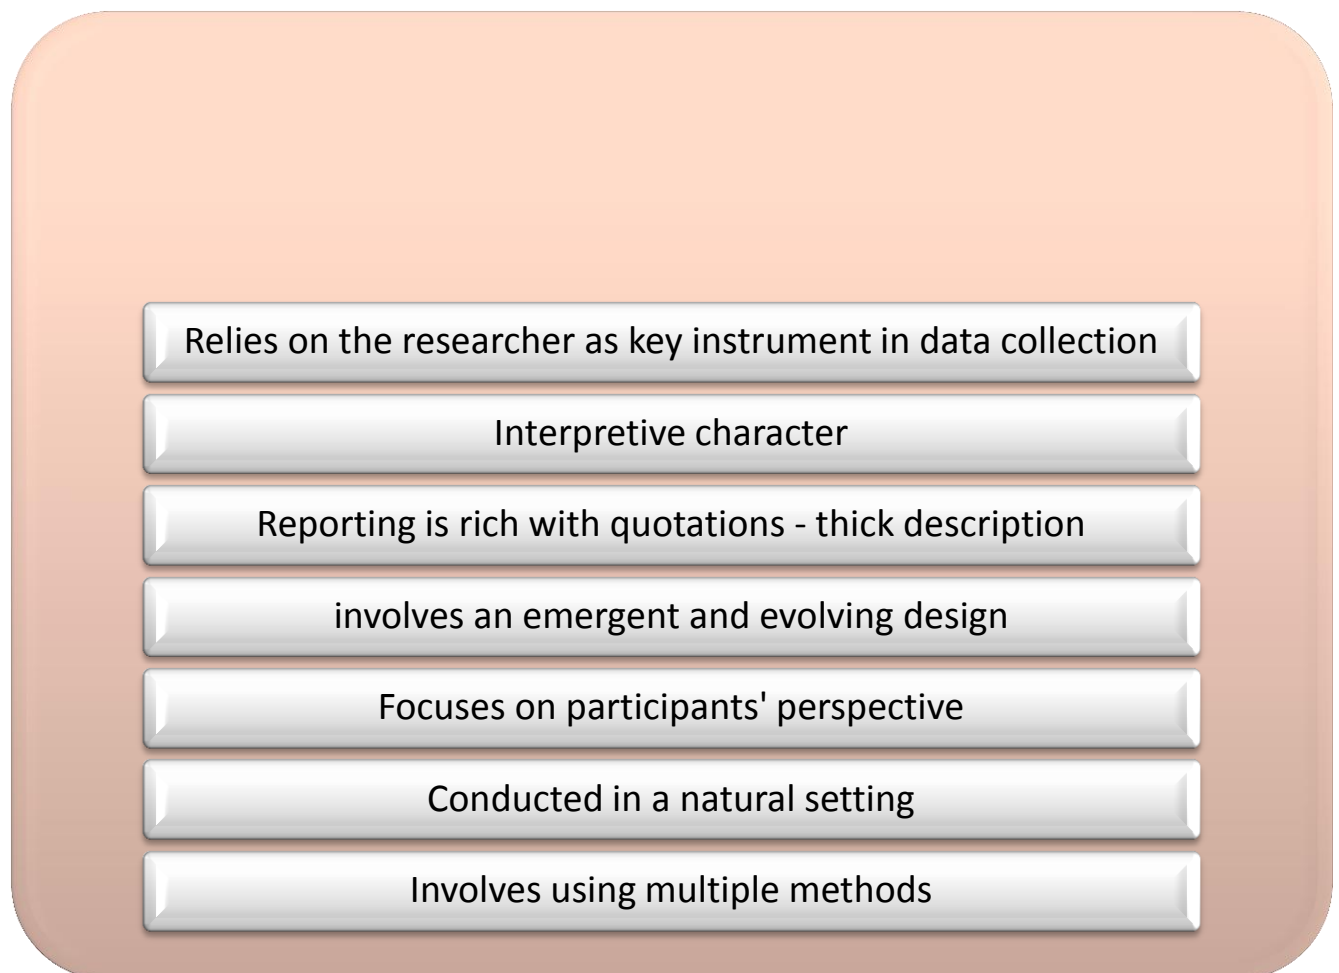 Relies on the researcher as key instrument in data collection
Interpretive character
Reporting is rich with quotations - thick description
involves an emergent and evolving design
Focuses on participants' perspective
Conducted in a natural setting
Involves using multiple methods